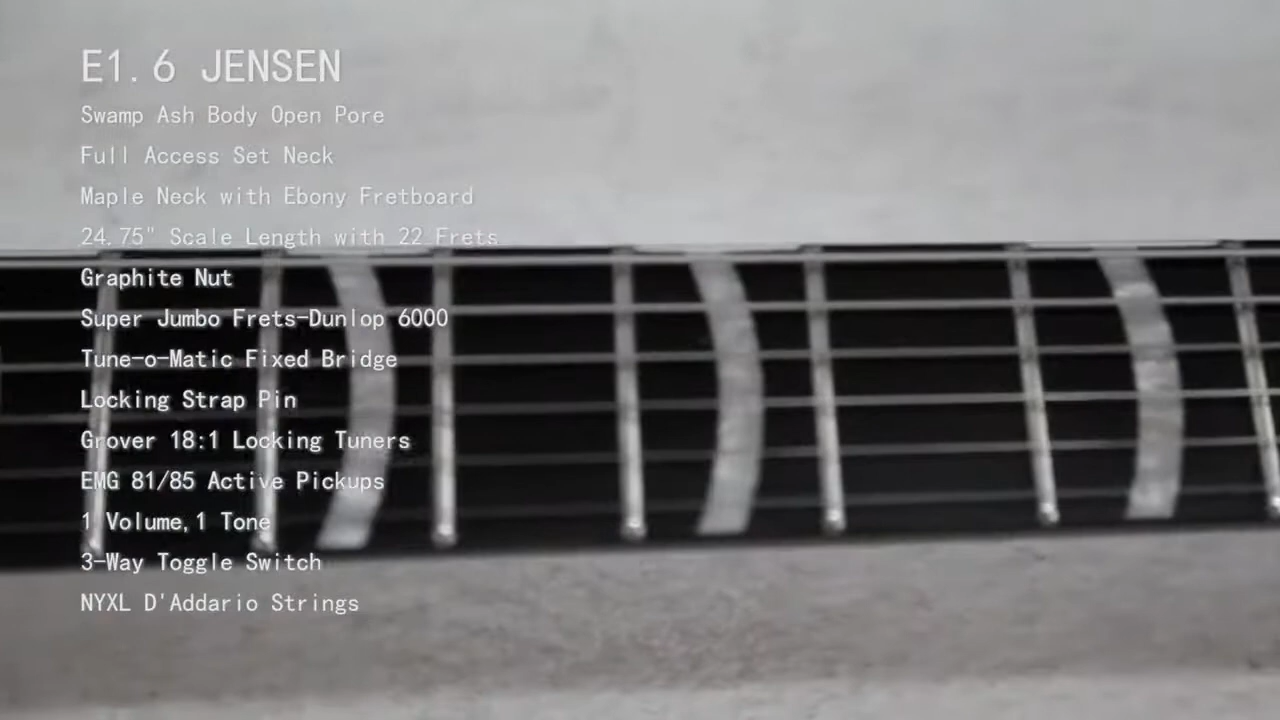 E1.6 JENSEN
Swamp Ash Body Open Pore
Full Access Set Neck
Maple Neck with Ebony Fretboard
24.75" Scale Length with 22 Frets
Graphite Nut
Super Jumbo Frets-Dunlop 6000
Tune-o-Matic Fixed Bridge
Locking Strap Pin
Grover 18:1 Locking Tuners
EMG 81/85 Active Pickups
1 Volume,1 Tone
3-Way Toggle Switch
NYXL D'Addario Strings